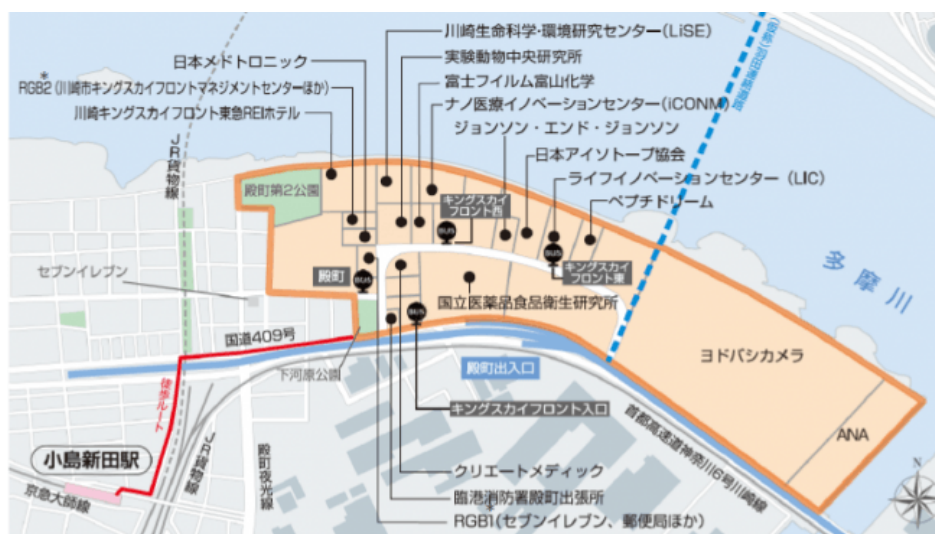 川崎生命科学・環境研究センター(LiSE)
日本メドトロニック
実験動物中央研究所
RGB2 (川崎市キングスカイフロントマネジメントセンターほか)
*
富士フイルム富山化学
川崎キングスカイフロント東急REIホテル
ナノ医療イノベーションセンター(iCONM)
ジョンソン・エンド・ジョンソン
日本アイソトープ協会
ライフイノベーションセンター (LIC)
ペプチドリーム
JR貨物線
殿町第2公園
キングスカイ
フロント西
BUS
BUS
キングスカイ
フロント東
多摩川
セブンイレブン
殿町
BUS
国立医薬品食品衛生研究所
BUS
国道409号
ヨドバシカメラ
下河原公園
殿町出入口
徒歩ルート
キングスカイフロント入口
ANA
首都高速道神奈川6号川崎線
小島新田駅
JR貨物線
殿町夜光線
クリエートメディック
京急大師線
臨港消防署殿町出張所
*
RGB1(セブンイレブン、郵便局ほか)
N